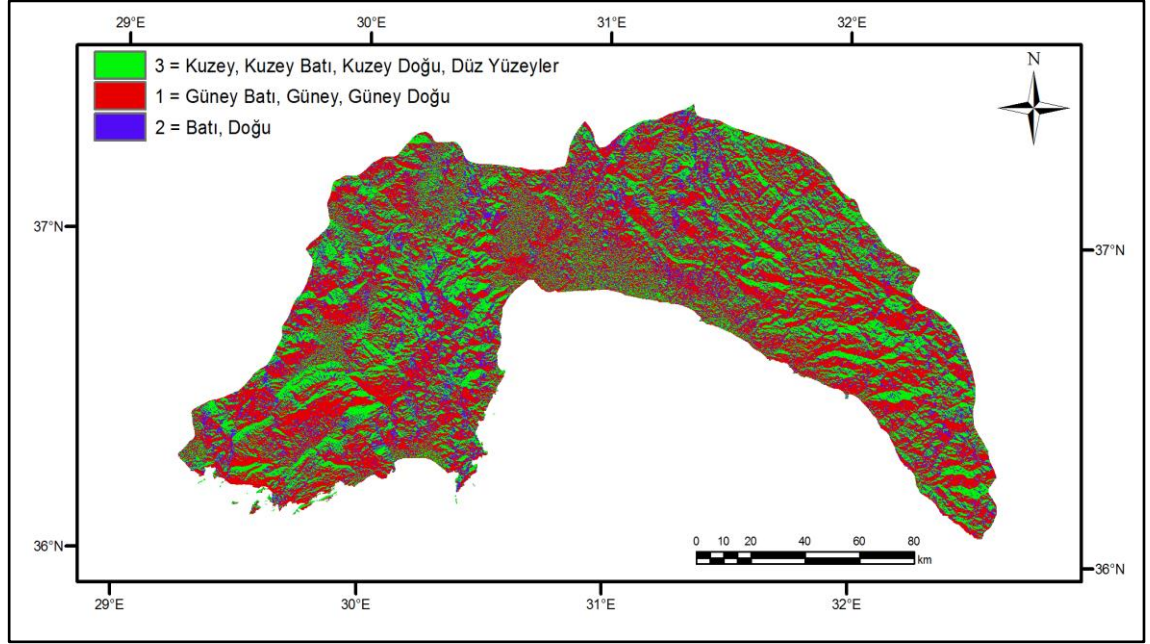 29°E 30°E 31°E 32°E
3 = Kuzey, Kuzey Batı, Kuzey Doğu, Düz Yüzeyler
1 = Güney Batı, Güney, Güney Doğu
2 = Batı, Doğu
N
37°N
37°N
36°N
36°N
0 10 20 40 60 80
km
29°E 30°E 31°E 32°E